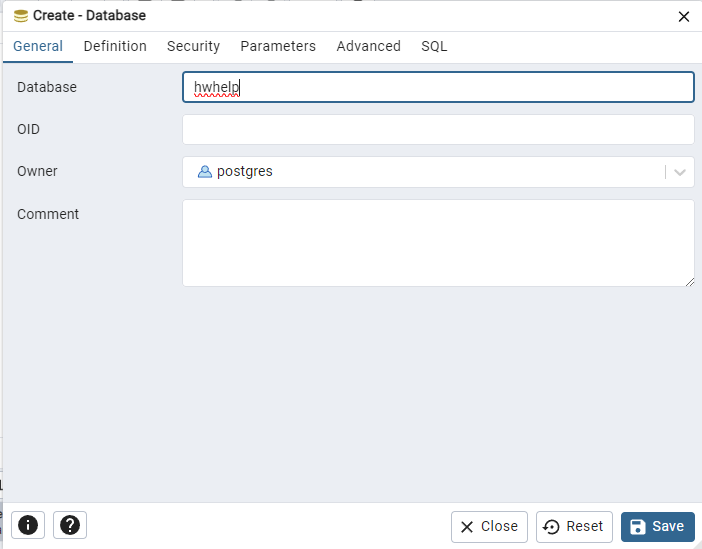 Create - Database
General Definition Security Parameters Advanced SQL
Database hwhelp
OID
Owner postgres
Comment
Close Reset Save